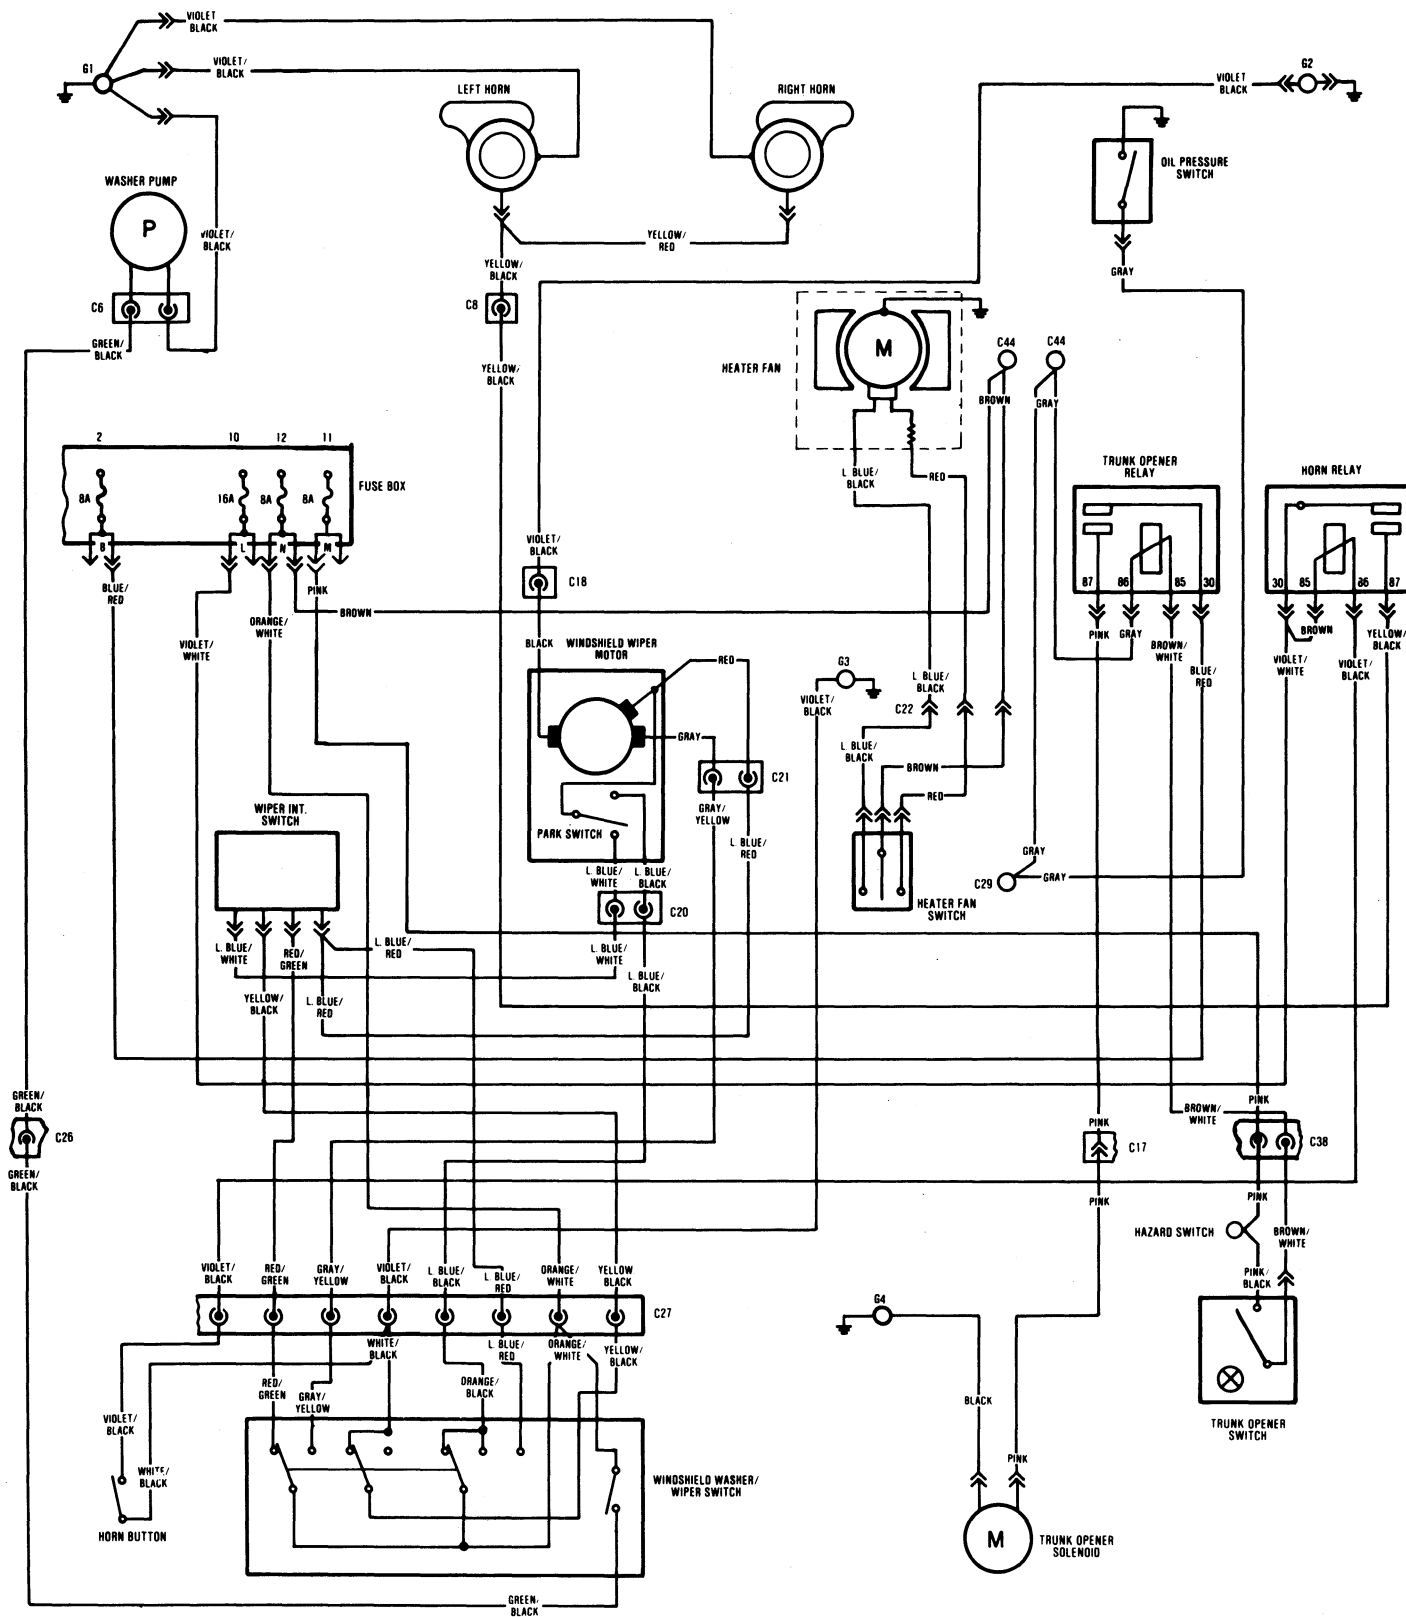 VIOLET
BLACK
G1
VIOLET/
BLACK
LEFT HORN
RIGHT HORN
VIOLET
BLACK
G2
OIL PRESSURE
SWITCH
WASHER PUMP
P
VIOLET/
BLACK
YELLOW/
RED
YELLOW/
BLACK
GRAY
C6
C8
GREEN/
BLACK
M
HEATER FAN
C44
C44
YELLOW/
BLACK
BROWN
GRAY
2
10
12
11
8A
16A
8A
8A
FUSE BOX
B
L
N
M
L. BLUE/
BLACK
RED
TRUNK OPENER
RELAY
HORN RELAY
87
86
85
30
30
85
86
87
VIOLET/
BLACK
C18
BLUE/
RED
PINK
ORANGE/
WHITE
BROWN
VIOLET/
WHITE
BLACK
WINDSHIELD WIPER
MOTOR
RED
G3
VIOLET/
BLACK
L. BLUE/
BLACK
C22
PINK
GRAY
BROWN/
WHITE
BLUE/
RED
BROWN
YELLOW/
BLACK
VIOLET/
WHITE
VIOLET/
BLACK
GRAY
L. BLUE/
BLACK
BROWN
RED
C21
WIPER INT.
SWITCH
PARK SWITCH
GRAY/
YELLOW
L. BLUE/
RED
L. BLUE/
WHITE
L. BLUE/
BLACK
C20
GRAY
C29
GRAY
HEATER FAN
SWITCH
L. BLUE/
WHITE
RED/
GREEN
L. BLUE/
RED
L. BLUE/
WHITE
L. BLUE/
BLACK
YELLOW/
BLACK
L. BLUE/
RED
GREEN/
BLACK
C26
GREEN/
BLACK
PINK
BROWN/
WHITE
PINK
C17
C38
PINK
PINK
HAZARD SWITCH
BROWN/
WHITE
PINK/
BLACK
VIOLET/
BLACK
RED/
GREEN
GRAY/
YELLOW
VIOLET/
BLACK
L. BLUE/
BLACK
L. BLUE/
RED
ORANGE/
WHITE
YELLOW
BLACK
C27
G4
WHITE/
BLACK
L. BLUE/
RED
ORANGE/
WHITE
YELLOW/
BLACK
RED/
GREEN
GRAY/
YELLOW
ORANGE/
BLACK
BLACK
PINK
VIOLET/
BLACK
WHITE/
BLACK
HORN BUTTON
WINDSHIELD WASHER/
WIPER SWITCH
TRUNK OPENER
SWITCH
M
TRUNK OPENER
SOLENOID
GREEN/
BLACK